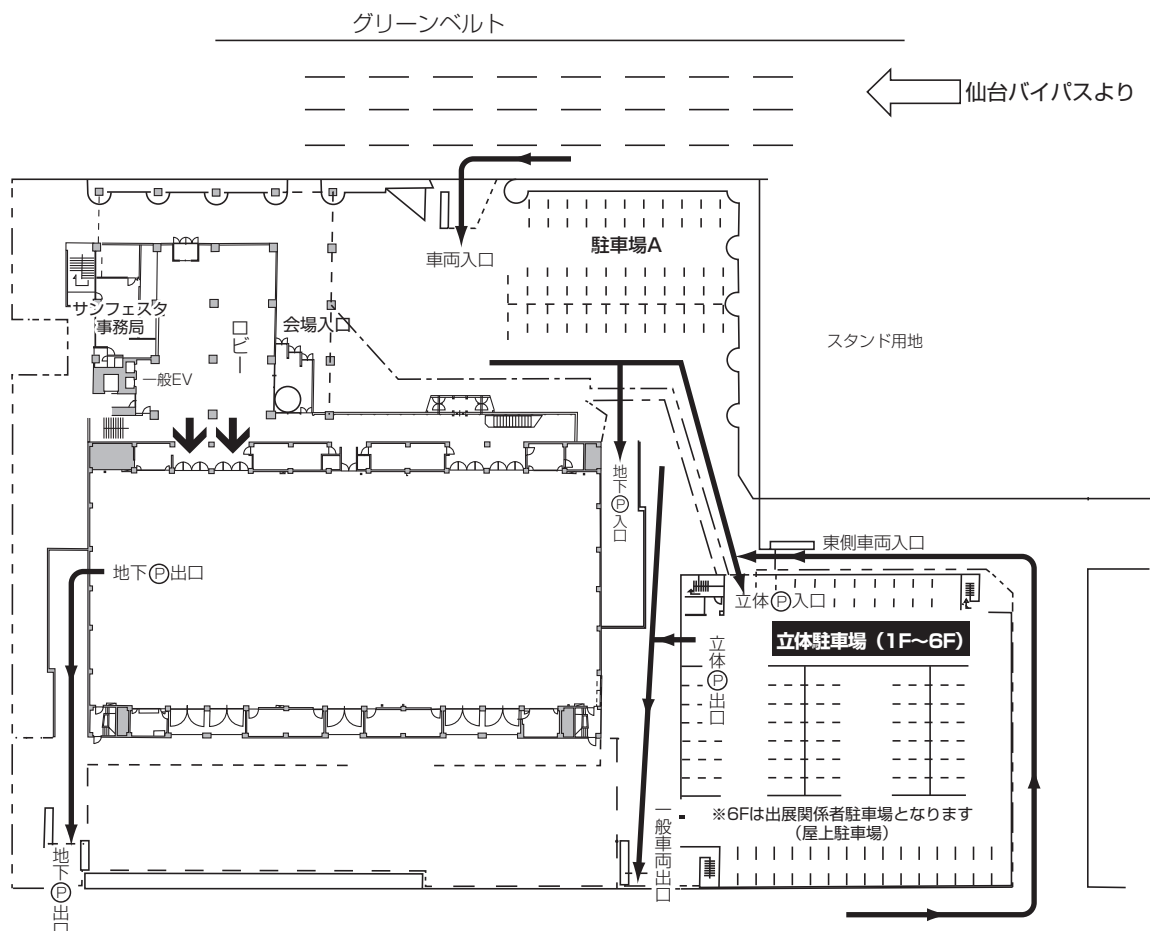 グリーンベルト
仙台バイパスより
車両入口
駐車場A
サンフェスタ
事務局
ロビー
会場入口
一般EV
スタンド用地
地下Ⓟ入口
東側車両入口
地下Ⓟ出口
立体Ⓟ入口
立体駐車場(1F〜6F)
立体Ⓟ出口
※6Fは出展関係者駐車場となります
(屋上駐車場)
一般車両出口
地下Ⓟ出口